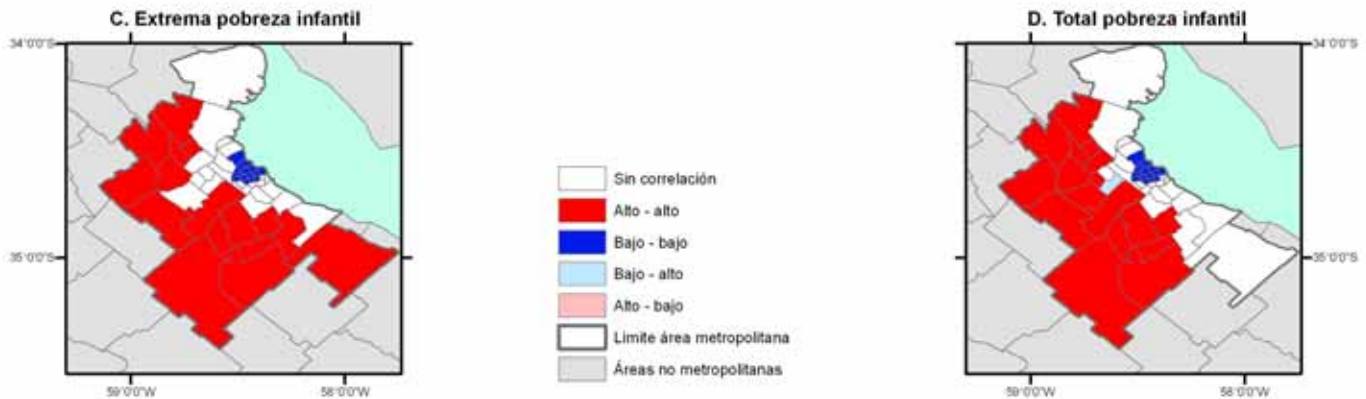 C. Extrema pobreza infantil
D. Total pobreza infantil
34°0'0"S
34°0'0"S
Sin correlación
Alto - alto
Bajo - bajo
35°0'0"S
35°0'0"S
Bajo - alto
Alto - bajo
Limite área metropolitana
Áreas no metropolitanas
59°0'0"W
58°0'0"W
59°0'0"W
58°0'0"W